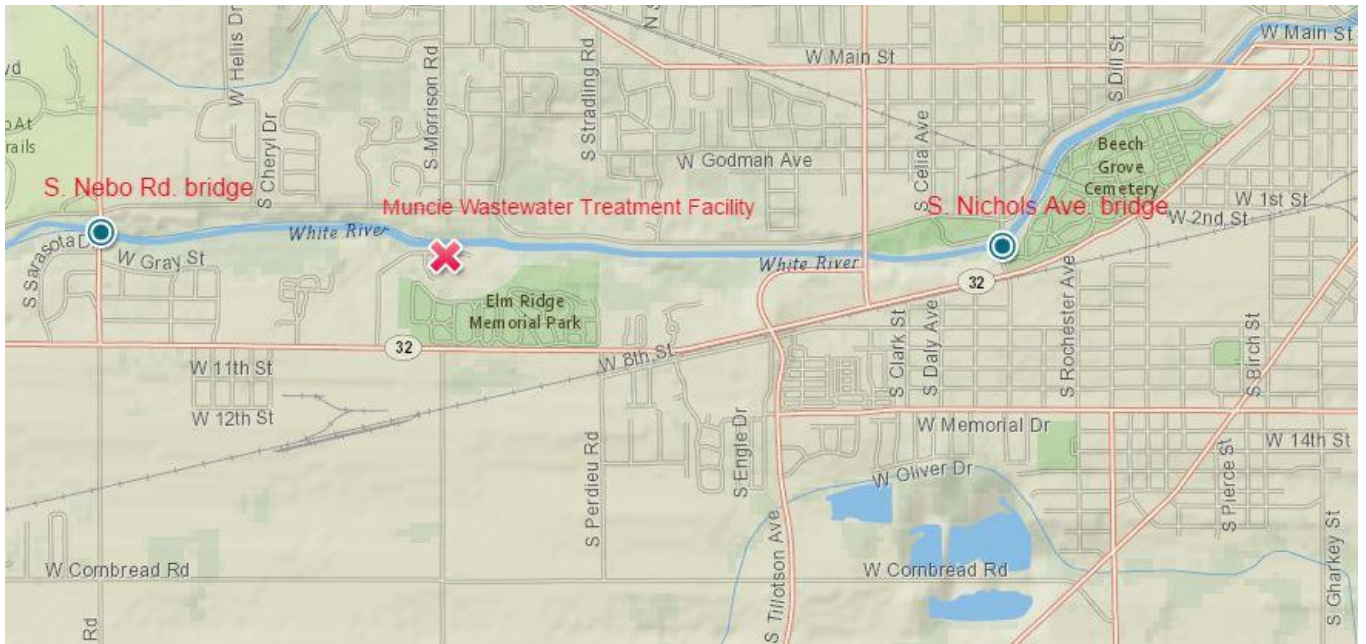 W Main St
W Main St
vd
W Hellis Dr
S Cheryl Dr
S Morrison Rd
S Stradling Rd
N S
S Dill St
S Celia Ave
o At
rails
W Godman Ave
Beech
Grove
Cemetery
S. Nebo Rd. bridge
Muncie Wastewater Treatment Facility
S. Nichols Ave. bridge
W 1st St
W 2nd St
White River
White River
S Sarasota D
W Gray St
32
Elm Ridge
Memorial Park
32
W 8th St
S Clark St
S Daly Ave
S Rochester Ave
S Birch St
W 11th St
W 12th St
S Perdieu Rd
S Engle Dr
W Memorial Dr
W 14th St
W Oliver Dr
S Pierce St
S Tillotson Ave
S Gharkey St
W Cornbread Rd
W Cornbread Rd
Rd